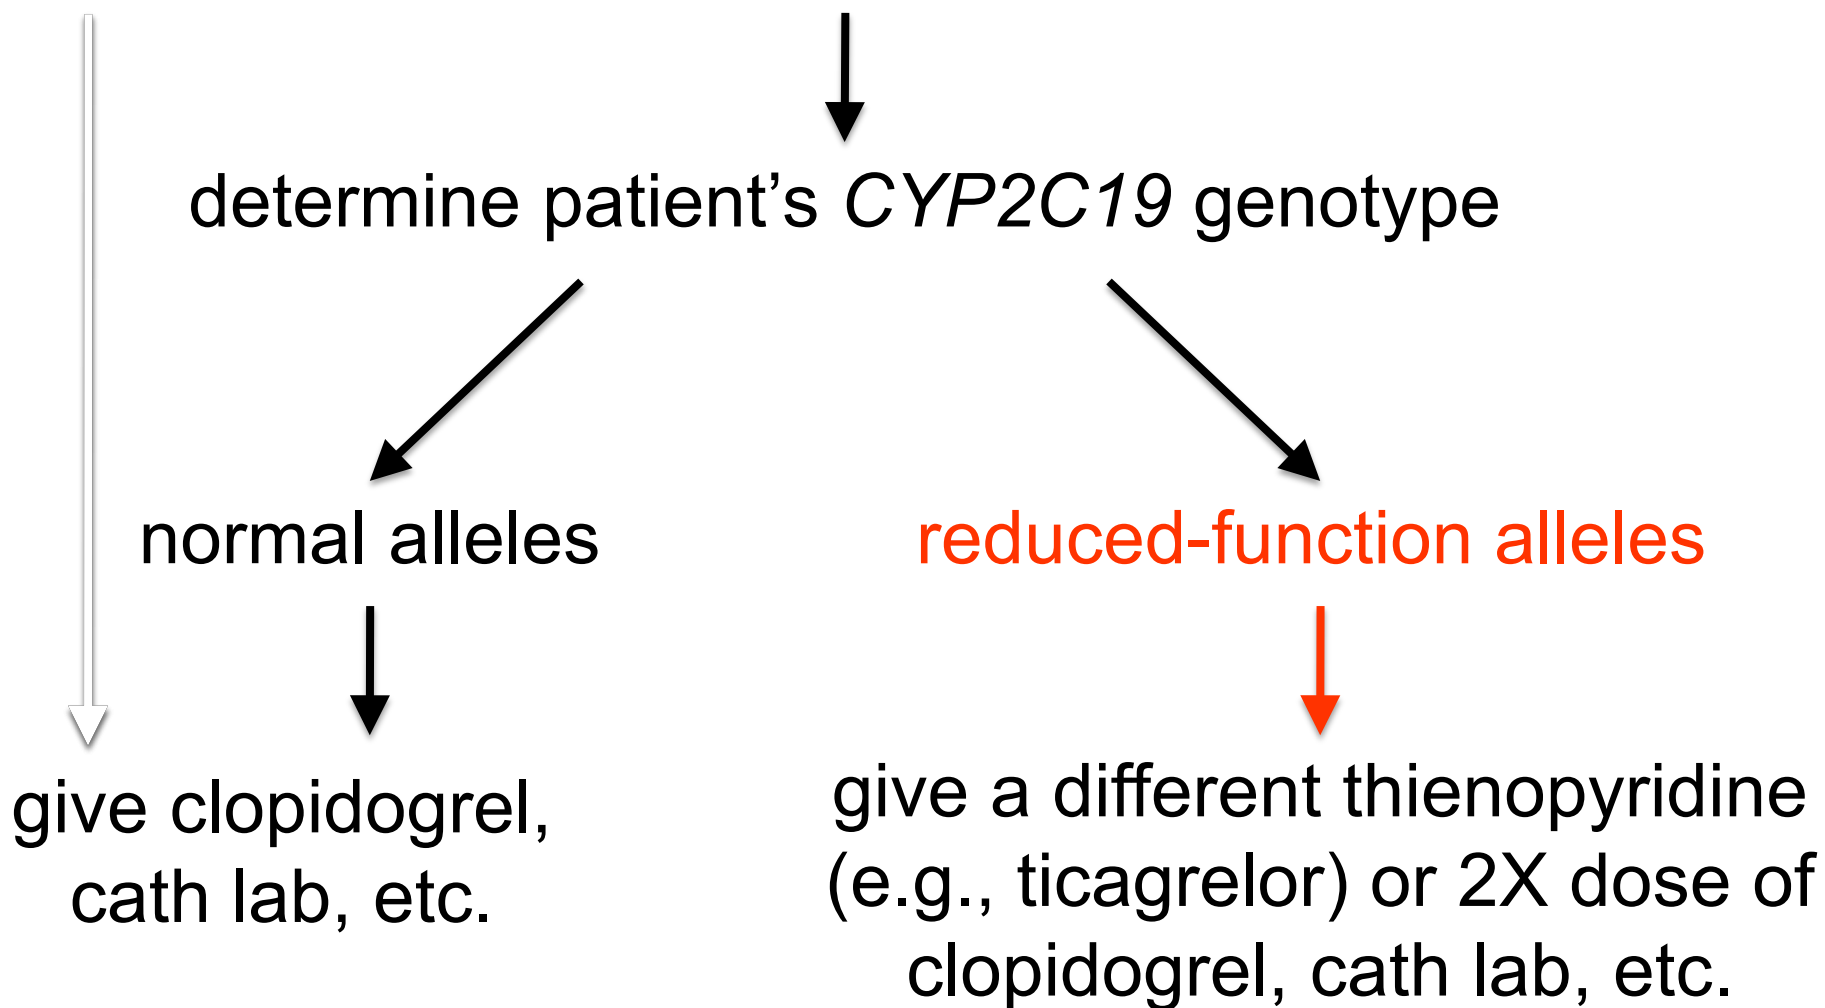 determine patient’s CYP2C19 genotype
normal alleles
reduced-function alleles
give clopidogrel,
cath lab, etc.
give a different thienopyridine
(e.g., ticagrelor) or 2X dose of
clopidogrel, cath lab, etc.